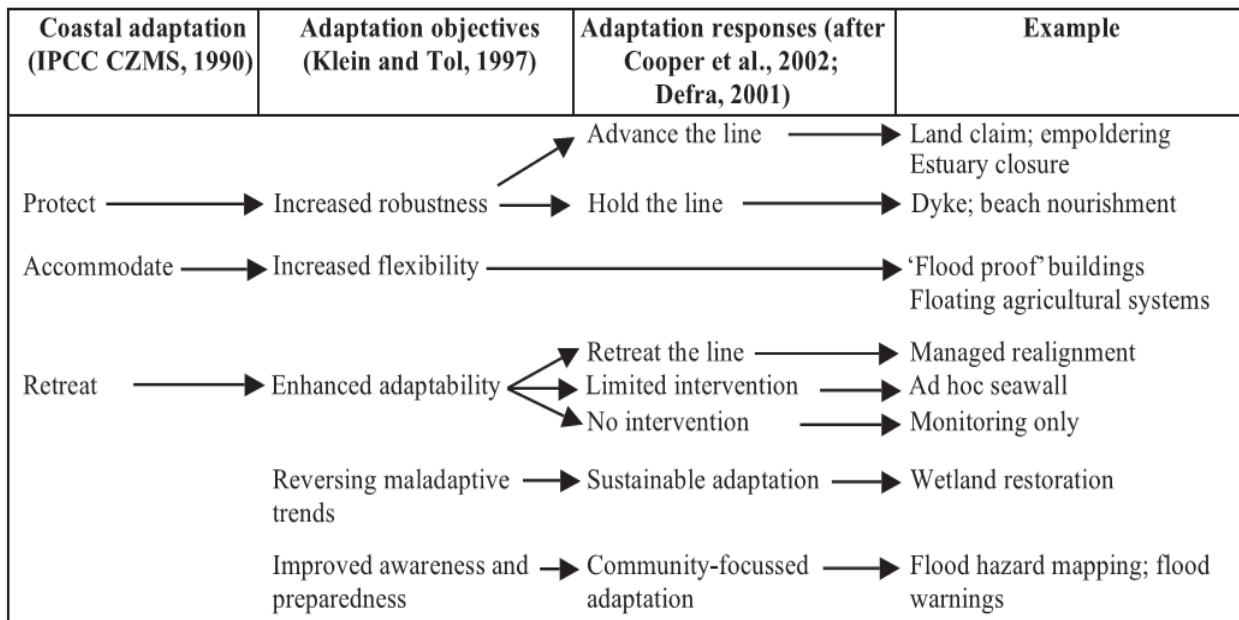 Coastal adaptation (IPCC CZMS, 1990)
Adaptation objectives (Klein and Tol, 1997)
Adaptation responses (after Cooper et al., 2002; Defra, 2001)
Example
Advance the line
Land claim; empoldering
Estuary closure
Protect
Increased robustness
Hold the line
Dyke; beach nourishment
Accommodate
Increased flexibility
‘Flood proof’ buildings
Floating agricultural systems
Retreat the line
Managed realignment
Retreat
Enhanced adaptability
Limited intervention
Ad hoc seawall
No intervention
Monitoring only
Reversing maladaptive
trends
Sustainable adaptation
Wetland restoration
Improved awareness and
preparedness
Community-focussed
adaptation
Flood hazard mapping; flood
warnings